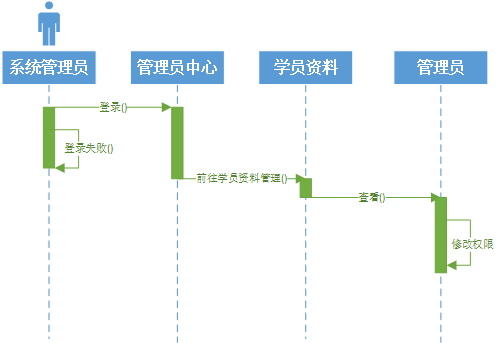 系统管理员 管理员中心 学员资料 管理员
登录()
登录失败()
前往学员资料管理()
查看()
修改权限